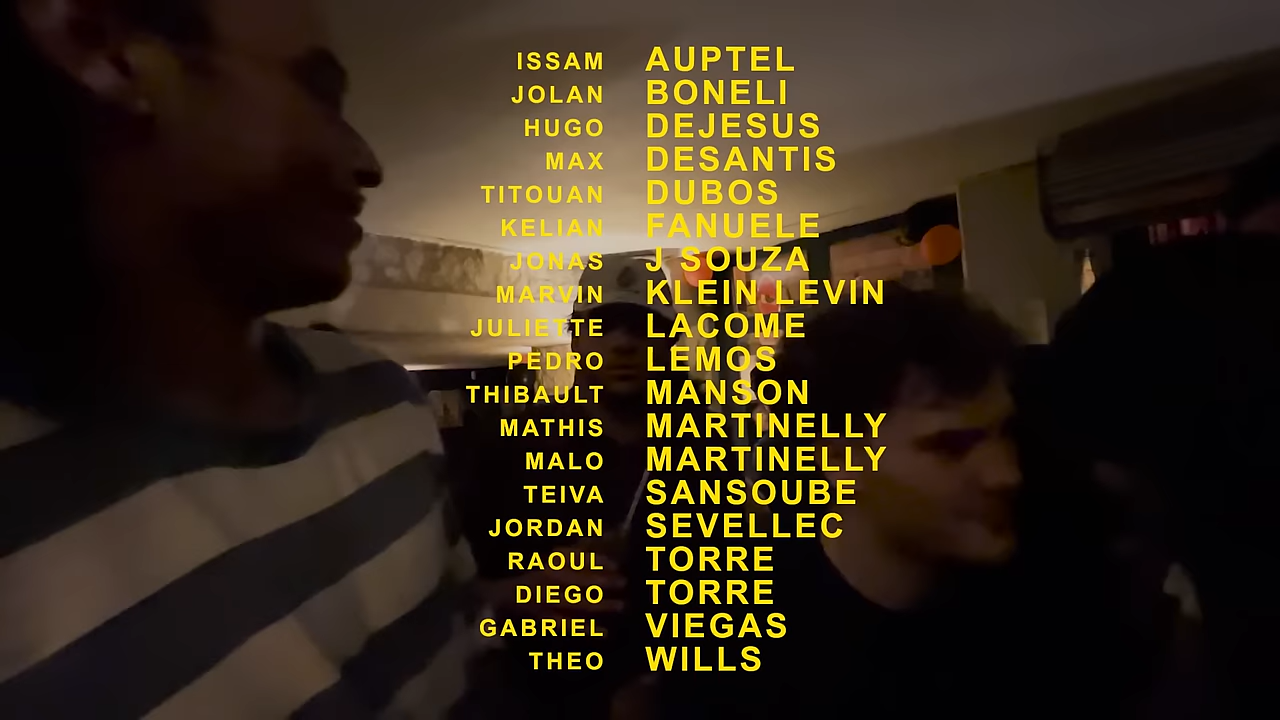 ISSAM AUPTEL
JOLAN BONELI
HUGO DEJESUS
MAX DESANTIS
TITOUAN DUBOS
KELIAN FANUELE
JONAS J SOUZA
MARVIN KLEIN LEVIN
JULIETTE LACOME
PEDRO LEMOS
THIBAULT MANSON
MATHIS MARTINELLY
MALO MARTINELLY
TEIVA SANSOUBE
JORDAN SEVELLEC
RAOUL TORRE
DIEGO TORRE
GABRIEL VIEGAS
THEO WILLS